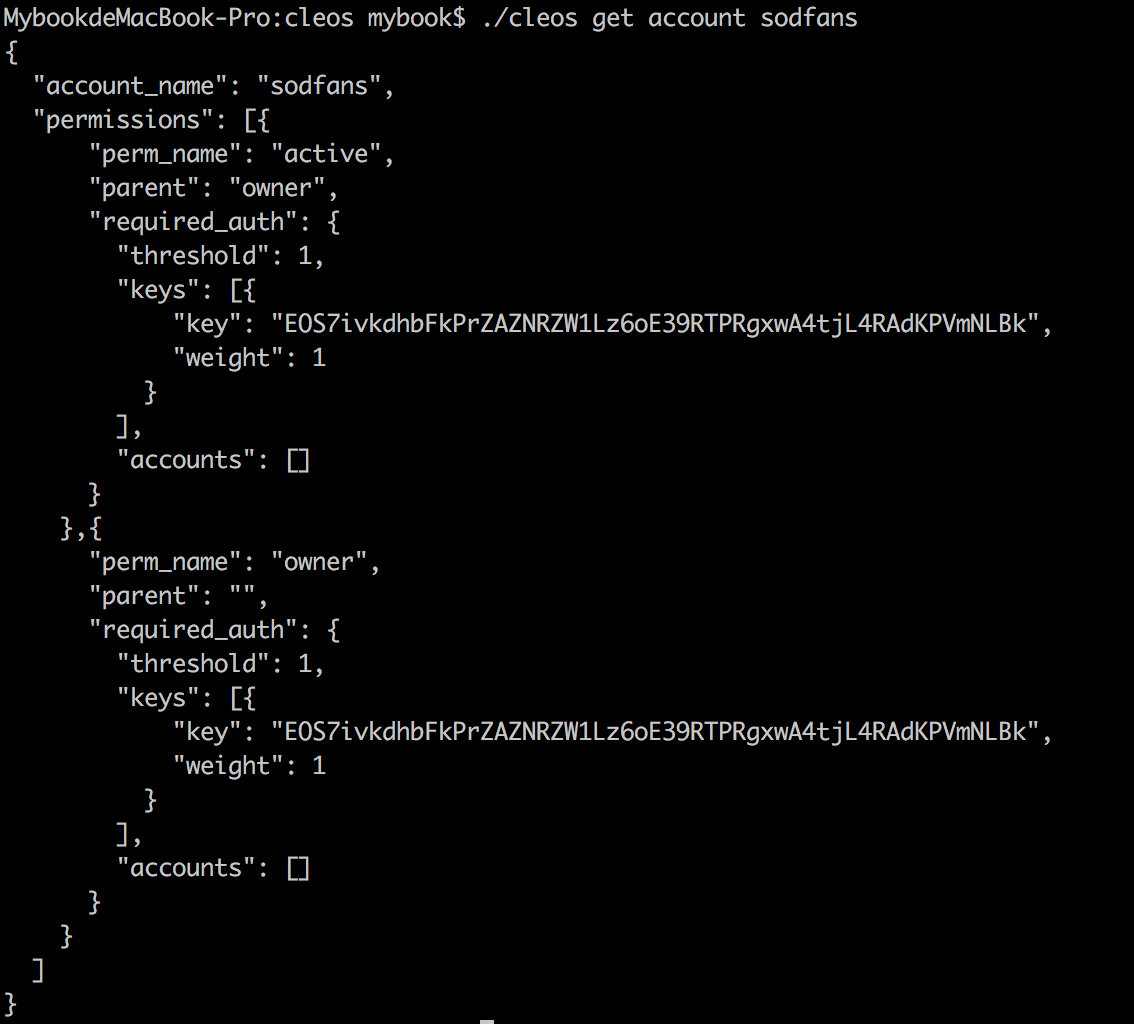 MybookdeMacBook-Pro:cleos mybook$ ./cleos get account sodfans
{
  "account_name": "sodfans",
  "permissions": [{
      "perm_name": "active",
      "parent": "owner",
      "required_auth": {
        "threshold": 1,
        "keys": [{
            "key": "EOS7ivkdhbFkPrZAZNRZW1Lz6oE39RTPRgxwA4tjL4RAdKPVmNLBk",
            "weight": 1
          }
        ],
        "accounts": []
      }
    },{
      "perm_name": "owner",
      "parent": "",
      "required_auth": {
        "threshold": 1,
        "keys": [{
            "key": "EOS7ivkdhbFkPrZAZNRZW1Lz6oE39RTPRgxwA4tjL4RAdKPVmNLBk",
            "weight": 1
          }
        ],
        "accounts": []
      }
    }
  ]
}